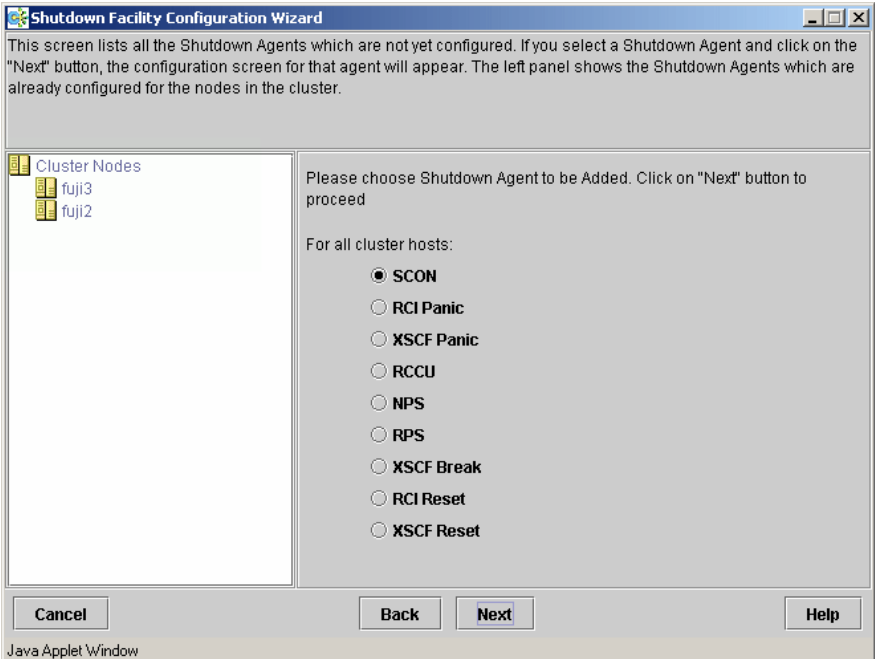 Shutdown Facility Configuration Wizard
This screen lists all the Shutdown Agents which are not yet configured. If you select a Shutdown Agent and click on the
"Next" button, the configuration screen for that agent will appear. The left panel shows the Shutdown Agents which are
already configured for the nodes in the cluster.
Cluster Nodes
fuji3
fuji2
Please choose Shutdown Agent to be Added. Click on "Next" button to
proceed
For all cluster hosts:
SCON
RCI Panic
XSCF Panic
RCCU
NPS
RPS
XSCF Break
RCI Reset
XSCF Reset
Cancel
Back
Next
Help
Java Applet Window